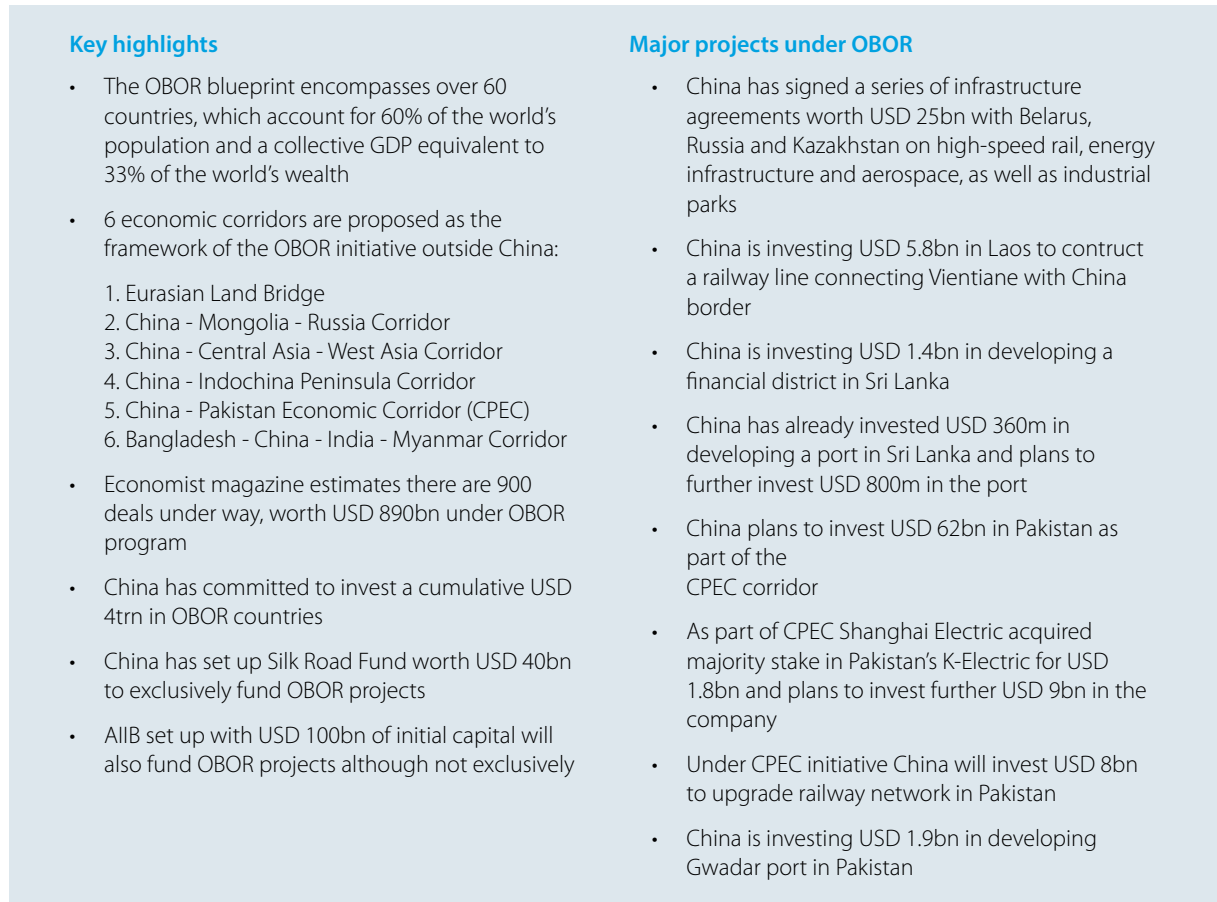 Key highlights
• The OBOR blueprint encompasses over 60
countries, which account for 60% of the world’s
population and a collective GDP equivalent to
33% of the world’s wealth
• 6 economic corridors are proposed as the
framework of the OBOR initiative outside China:
1. Eurasian Land Bridge
2. China - Mongolia - Russia Corridor
3. China - Central Asia - West Asia Corridor
4. China - Indochina Peninsula Corridor
5. China - Pakistan Economic Corridor (CPEC)
6. Bangladesh - China - India - Myanmar Corridor
• Economist magazine estimates there are 900
deals under way, worth USD 890bn under OBOR
program
• China has committed to invest a cumulative USD
4trn in OBOR countries
• China has set up Silk Road Fund worth USD 40bn
to exclusively fund OBOR projects
• AIIB set up with USD 100bn of initial capital will
also fund OBOR projects although not exclusively
Major projects under OBOR
• China has signed a series of infrastructure
agreements worth USD 25bn with Belarus,
Russia and Kazakhstan on high-speed rail, energy
infrastructure and aerospace, as well as industrial
parks
• China is investing USD 5.8bn in Laos to contruct
a railway line connecting Vientiane with China
border
• China is investing USD 1.4bn in developing a
financial district in Sri Lanka
• China has already invested USD 360m in
developing a port in Sri Lanka and plans to
further invest USD 800m in the port
• China plans to invest USD 62bn in Pakistan as
part of the
CPEC corridor
• As part of CPEC Shanghai Electric acquired
majority stake in Pakistan’s K-Electric for USD
1.8bn and plans to invest further USD 9bn in the
company
• Under CPEC initiative China will invest USD 8bn
to upgrade railway network in Pakistan
• China is investing USD 1.9bn in developing
Gwadar port in Pakistan